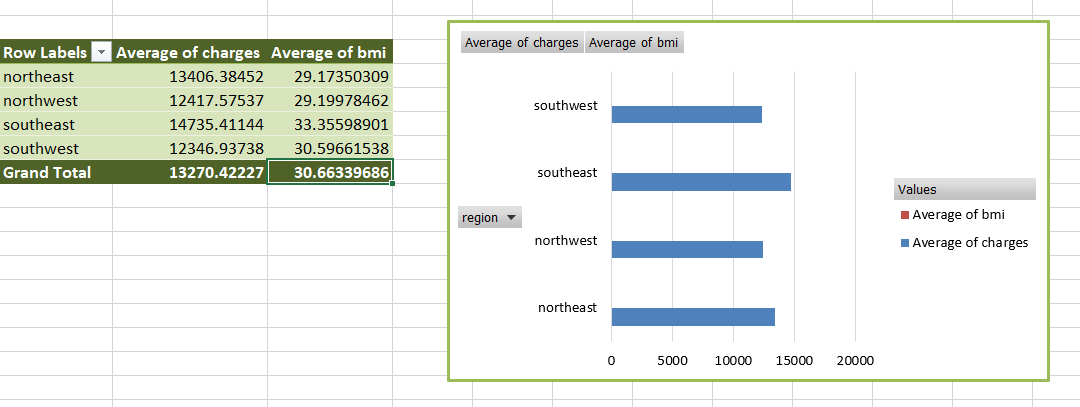 Row Labels Average of charges Average of bmi
northeast 13406.38452 29.17350309
northwest 12417.57537 29.19978462
southeast 14735.41144 33.35598901
southwest 12346.93738 30.59661538
Grand Total 13270.42227 30.66339686
Average of charges Average of bmi
southwest
southeast
region
northwest
northeast
0 5000 10000 15000 20000
Values
Average of bmi
Average of charges